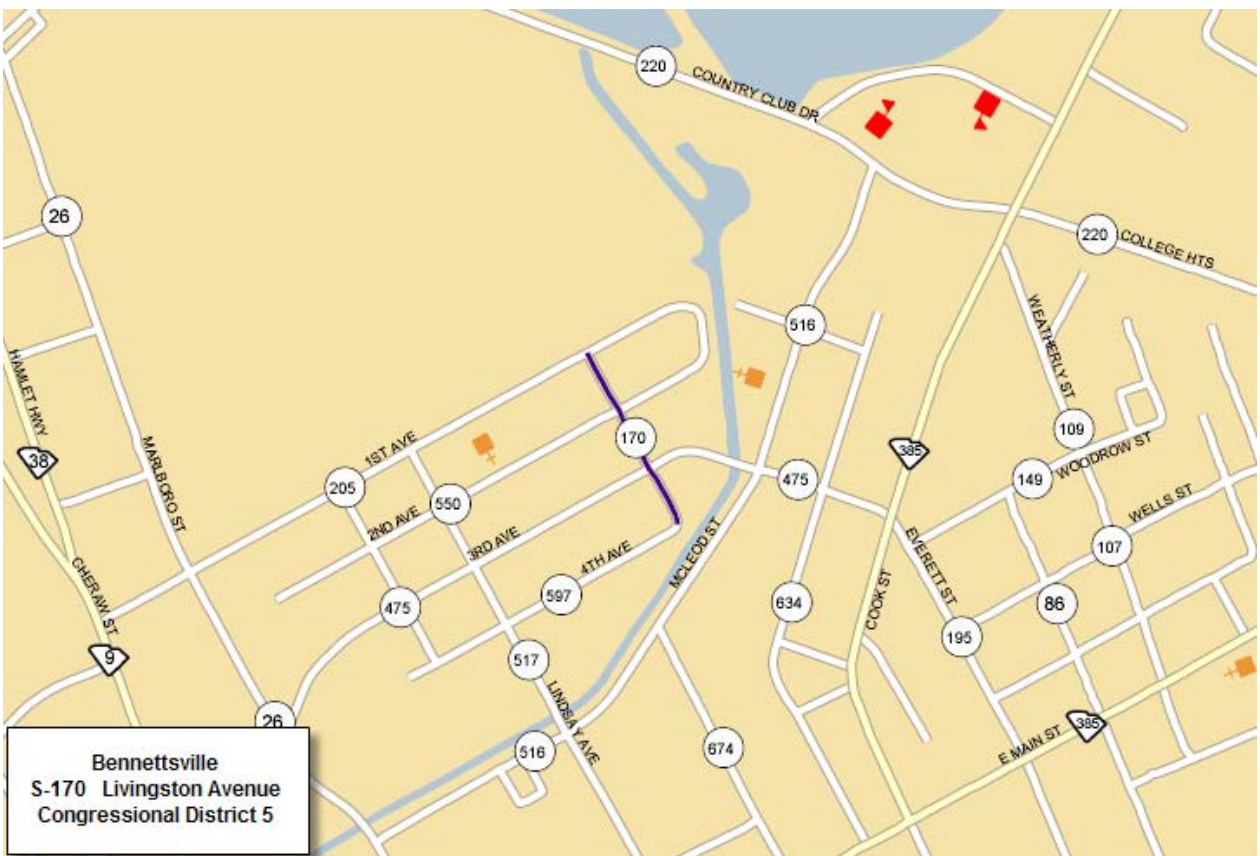 220
COUNTRY CLUB DR
26
220
COLLEGE HTS
516
WEATHERLY ST
HAMLET HWY
38
MARLBORO ST
1ST AVE
170
109
385
205
550
475
149
WOODROW ST
2ND AVE
3RD AVE
4TH AVE
MCLEOD ST
WELLS ST
EVERETT ST
107
CHERAW ST
475
597
634
COOK ST
86
195
9
517
LINDSAY AVE
26
516
674
E MAIN ST
385
Bennettsville
S-170 Livingston Avenue
Congressional District 5